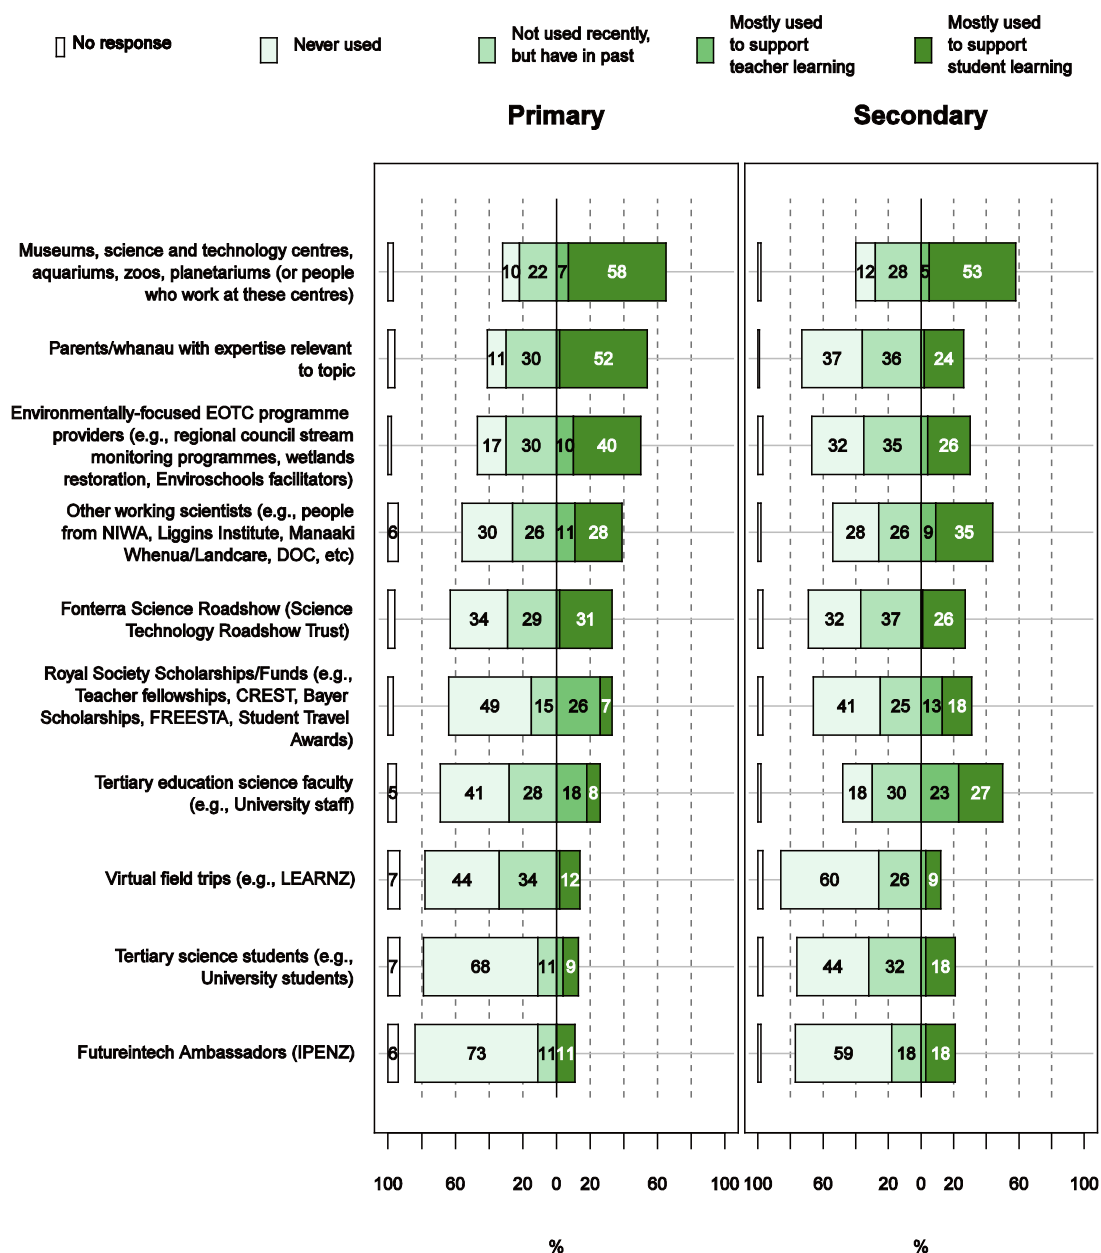 No response
Never used
Not used recently,
but have in past
Mostly used
to support
teacher learning
Mostly used
to support
student learning
Primary
Secondary
Museums, science and technology centres,
aquariums, zoos, planetariums (or people
who work at these centres)
10 22 7 58
12 28 5 53
Parents/whanau with expertise relevant
to topic
11 30 52
37 36 24
Environmentally-focused EOTC programme
providers (e.g., regional council stream
monitoring programmes, wetlands
restoration, Enviroschools facilitators)
17 30 10 40
32 35 26
Other working scientists (e.g., people
from NIWA, Liggins Institute, Manaaki
Whenua/Landcare, DOC, etc)
6 30 26 11 28
28 26 9 35
Fonterra Science Roadshow (Science
Technology Roadshow Trust)
34 29 31
32 37 26
Royal Society Scholarships/Funds (e.g.,
Teacher fellowships, CREST, Bayer
Scholarships, FREESTA, Student Travel
Awards)
49 15 26 7
41 25 13 18
Tertiary education science faculty
(e.g., University staff)
5 41 28 18 8
18 30 23 27
Virtual field trips (e.g., LEARNZ)
7 44 34 12
60 26 9
Tertiary science students (e.g.,
University students)
7 68 11 9
44 32 18
Futureintech Ambassadors (IPENZ)
6 73 11 11
59 18 18
100 60 20 0 20 60 100
100 60 20 0 20 60 100
%
%